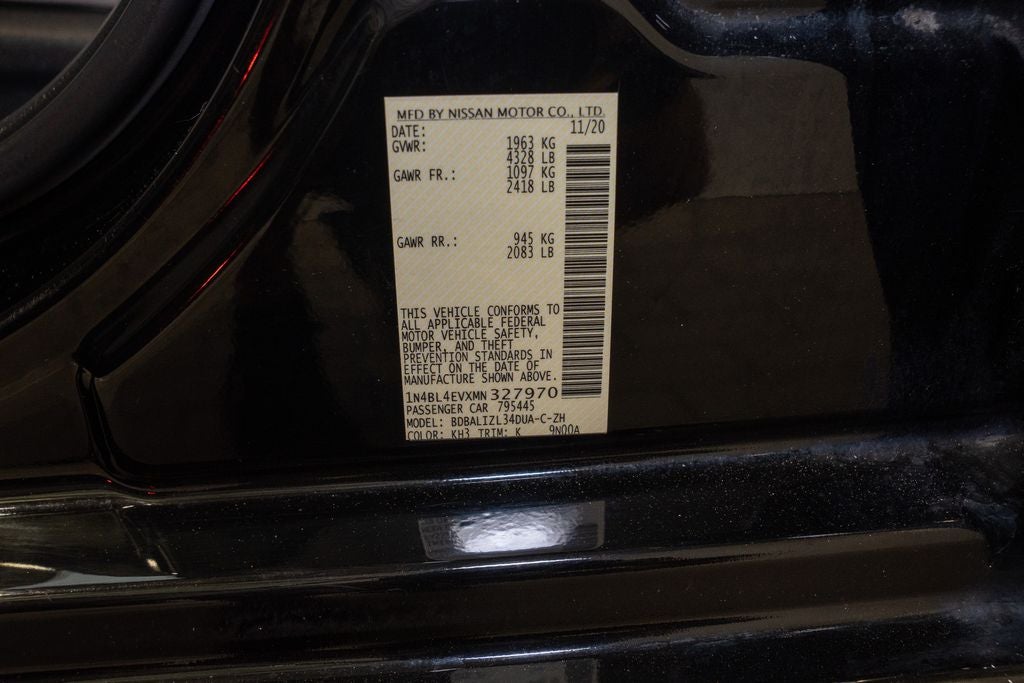 MFD BY NISSAN MOTOR CO., LTD.
DATE: 11/20
GVWR: 1963 KG
4328 LB
GAWR FR.: 1097 KG
2418 LB
GAWR RR.: 945 KG
2083 LB
THIS VEHICLE CONFORMS TO
ALL APPLICABLE FEDERAL
MOTOR VEHICLE SAFETY,
BUMPER, AND THEFT
PREVENTION STANDARDS IN
EFFECT ON THE DATE OF
MANUFACTURE SHOWN ABOVE.
1N4BL4EVXMN327970
PASSENGER CAR 795445
MODEL: BDBALIZL34DUA-C-ZH
COLOR: KH3 TRIM: K 9N00A